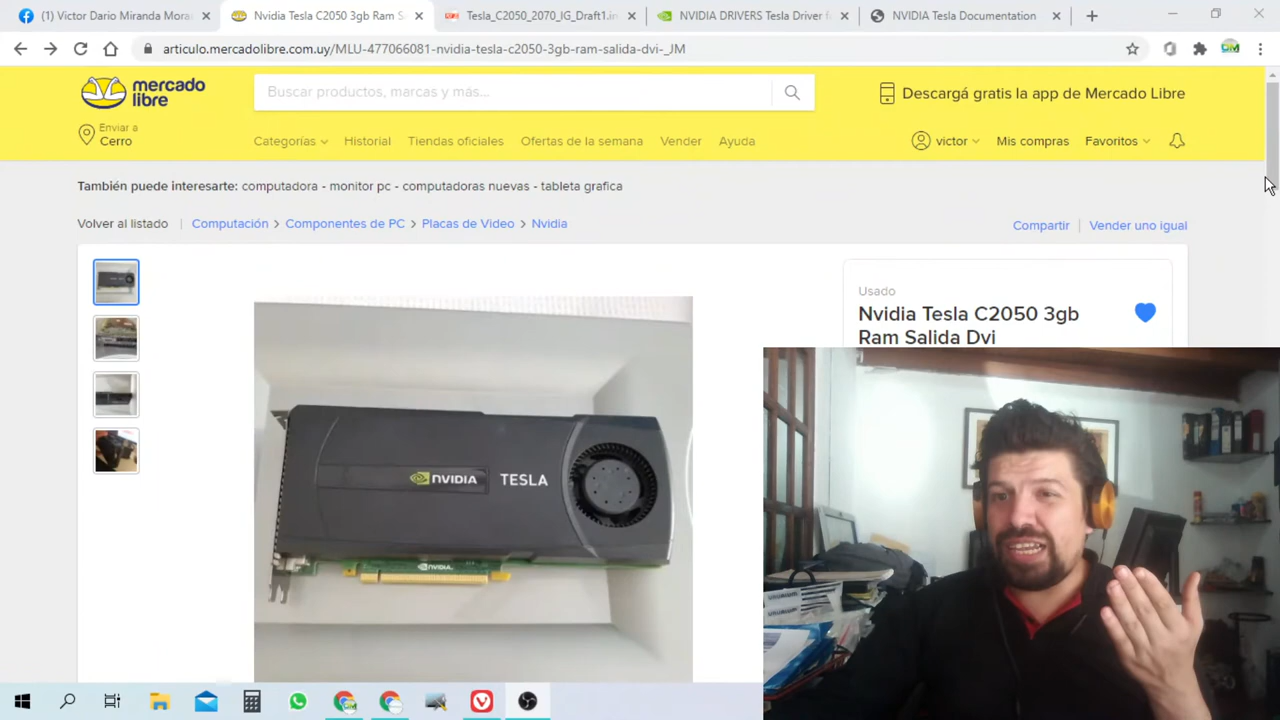 (1) Victor Dario Miranda Mora
Nvidia Tesla C2050 3gb Ram S
Tesla_C2050_2070_IG_Draft1.in
NVIDIA DRIVERS Tesla Driver f
NVIDIA Tesla Documentation
articulo.mercadolibre.com.uy/MLU-477066081-nvidia-tesla-c2050-3gb-ram-salida-dvi-_JM
mercado
libre
Buscar productos, marcas y más...
Descargá gratis la app de Mercado Libre
Enviar a
Cerro
Categorías
Historial
Tiendas oficiales
Ofertas de la semana
Vender
Ayuda
victor
Mis compras
Favoritos
También puede interesarte: computadora - monitor pc - computadoras nuevas - tableta grafica
Volver al listado
Computación > Componentes de PC > Placas de Video > Nvidia
Compartir
Vender uno igual
Usado
Nvidia Tesla C2050 3gb
Ram Salida Dvi
NVIDIA
TESLA
NVIDIA